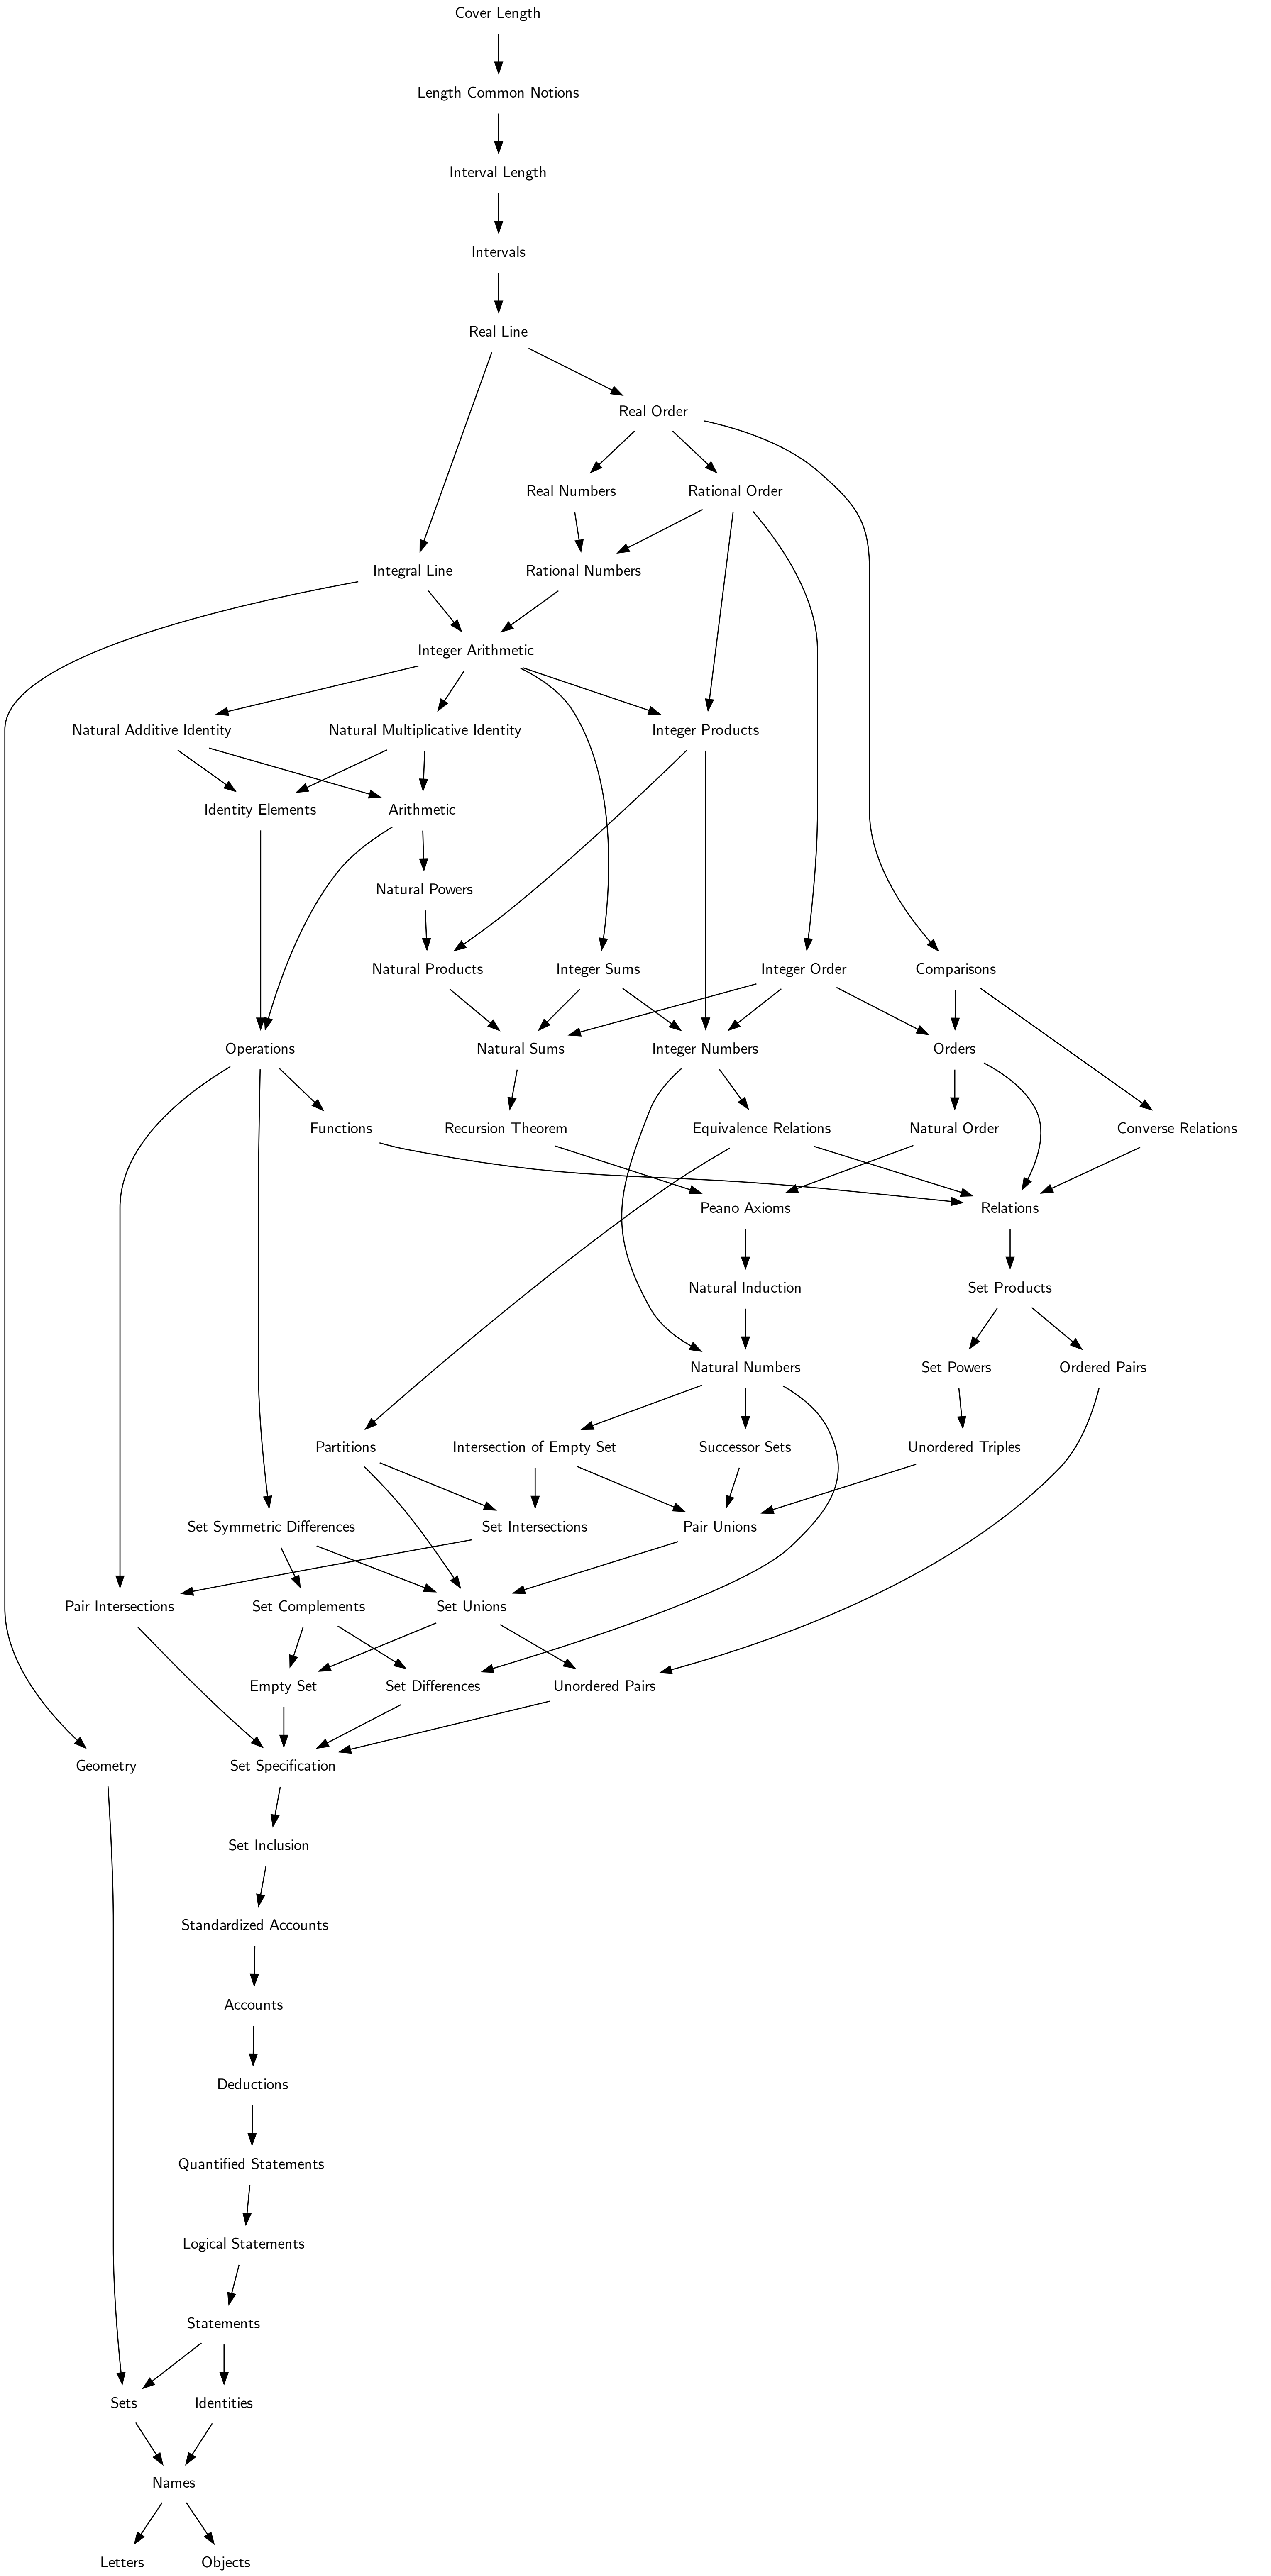 Cover Length
Length Common Notions
Interval Length
Intervals
Real Line
Real Order
Real Numbers
Rational Order
Integral Line
Rational Numbers
Integer Arithmetic
Natural Additive Identity
Natural Multiplicative Identity
Integer Products
Identity Elements
Arithmetic
Natural Powers
Natural Products
Integer Sums
Integer Order
Comparisons
Operations
Natural Sums
Integer Numbers
Orders
Functions
Recursion Theorem
Equivalence Relations
Natural Order
Converse Relations
Peano Axioms
Relations
Natural Induction
Set Products
Natural Numbers
Set Powers
Ordered Pairs
Partitions
Intersection of Empty Set
Successor Sets
Unordered Triples
Set Symmetric Differences
Set Intersections
Pair Unions
Pair Intersections
Set Complements
Set Unions
Empty Set
Set Differences
Unordered Pairs
Geometry
Set Specification
Set Inclusion
Standardized Accounts
Accounts
Deductions
Quantified Statements
Logical Statements
Statements
Sets
Identities
Names
Letters
Objects